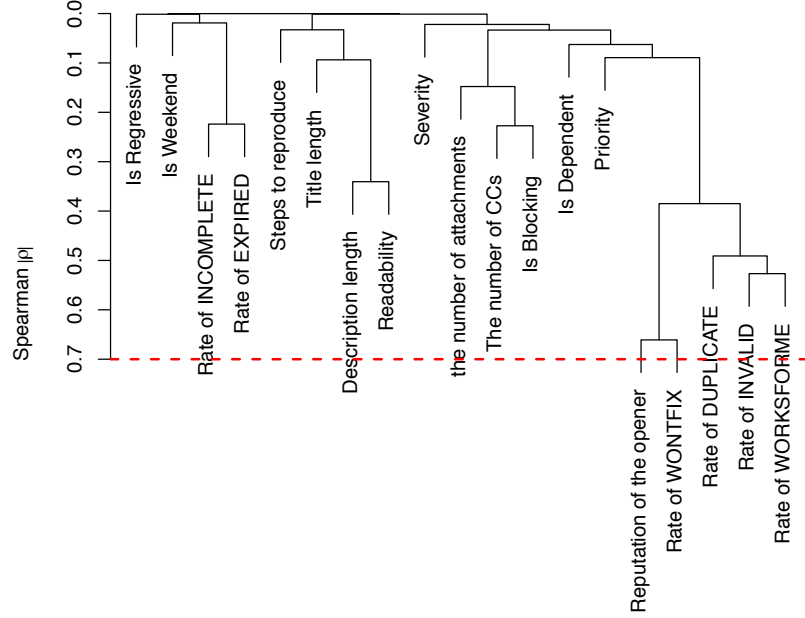 Spearman |ρ|
0.0
0.1
0.2
0.3
0.4
0.5
0.6
0.7
Is Regressive
Is Weekend
Rate of INCOMPLETE
Rate of EXPIRED
Steps to reproduce
Title length
Description length
Readability
Severity
the number of attachments
The number of CCs
Is Blocking
Is Dependent
Priority
Reputation of the opener
Rate of WONTFIX
Rate of DUPLICATE
Rate of INVALID
Rate of WORKSFORME